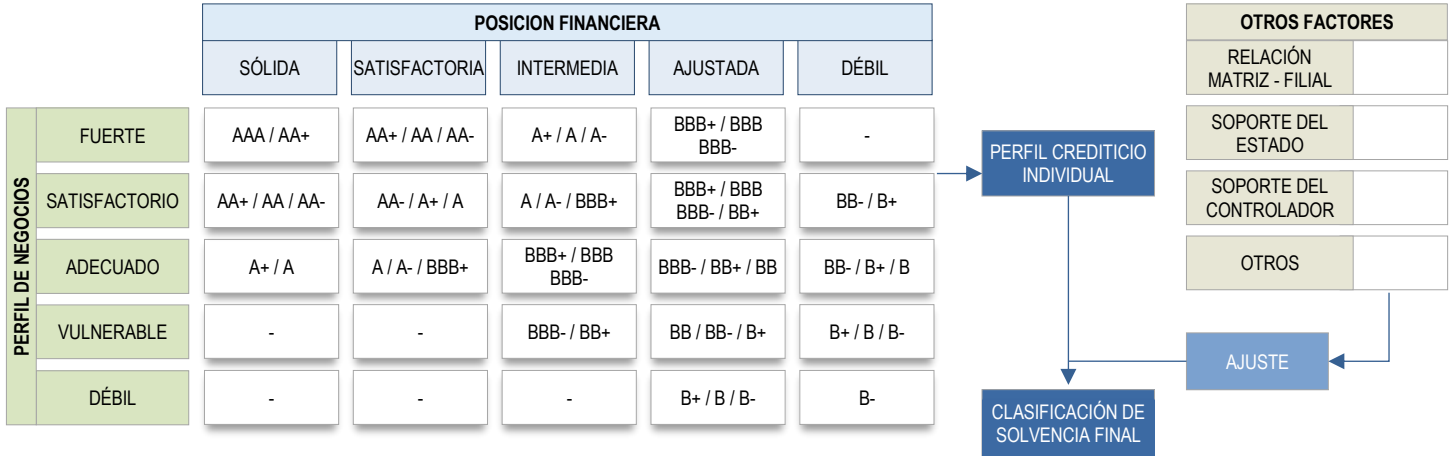 POSICION FINANCIERA
SÓLIDA
SATISFACTORIA
INTERMEDIA
AJUSTADA
DÉBIL
PERFIL DE NEGOCIOS
FUERTE
AAA / AA+
AA+ / AA / AA-
A+ / A / A-
BBB+ / BBB
BBB-
-
SATISFACTORIO
AA+ / AA / AA-
AA- / A+ / A
A / A- / BBB+
BBB+ / BBB
BBB- / BB+
BB- / B+
ADECUADO
A+ / A
A / A- / BBB+
BBB+ / BBB
BBB-
BBB- / BB+ / BB
BB- / B+ / B
VULNERABLE
-
-
BBB- / BB+
BB / BB- / B+
B+ / B / B-
DÉBIL
-
-
-
B+ / B / B-
B-
PERFIL CREDITICIO
INDIVIDUAL
CLASIFICACIÓN DE
SOLVENCIA FINAL
OTROS FACTORES
RELACIÓN
MATRIZ - FILIAL
SOPORTE DEL
ESTADO
SOPORTE DEL
CONTROLADOR
OTROS
AJUSTE